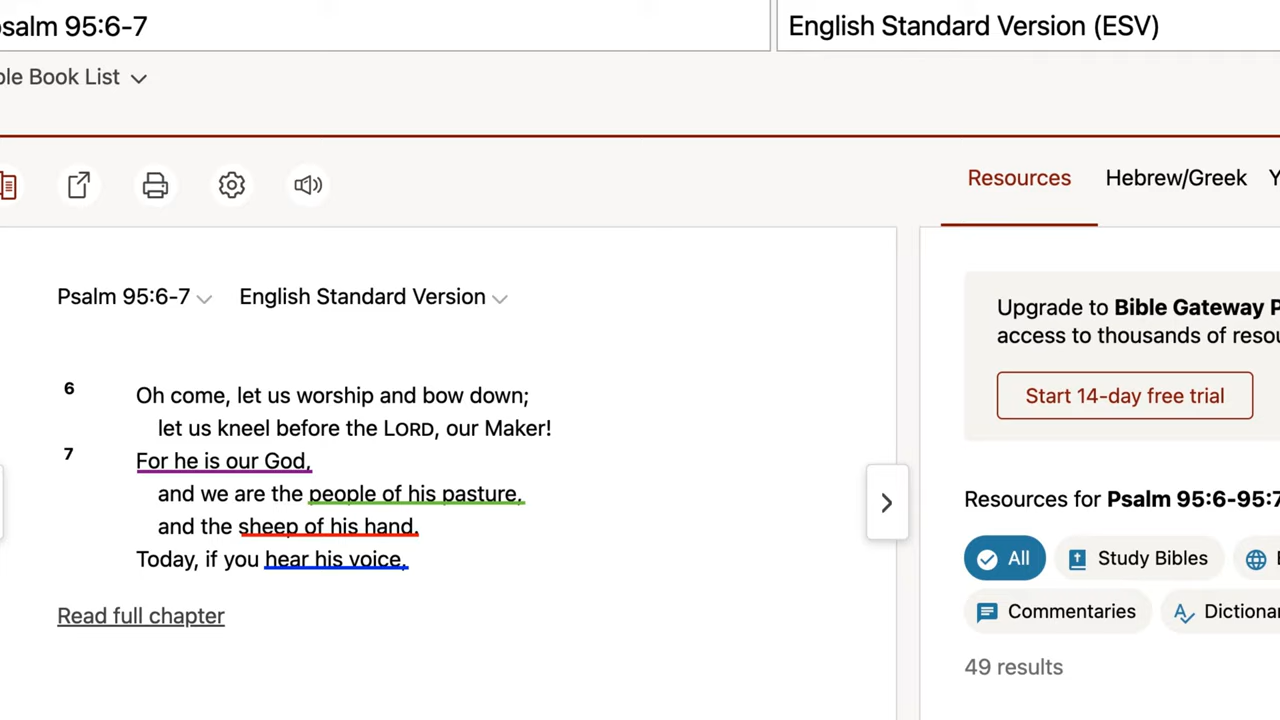 salm 95:6-7
English Standard Version (ESV)
ble Book List
Resources
Hebrew/Greek
Y
Psalm 95:6-7
English Standard Version
6 Oh come, let us worship and bow down;
let us kneel before the LORD, our Maker!
7 For he is our God,
and we are the people of his pasture,
and the sheep of his hand.
Today, if you hear his voice,
Read full chapter
Upgrade to Bible Gateway P
access to thousands of resou
Start 14-day free trial
Resources for Psalm 95:6-95:7
All
Study Bibles
Commentaries
Dictionar
49 results